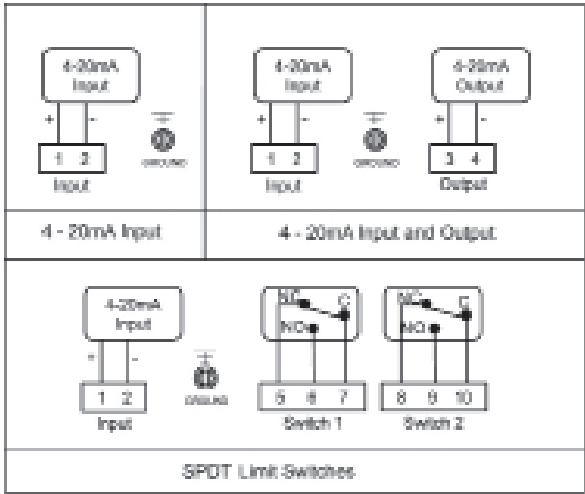 4-20mA
Input
+ -
1 2
Input
GROUND
4 - 20mA Input
4-20mA
Input
+ -
1 2
Input
GROUND
4-20mA
Output
+ -
3 4
Output
4 - 20mA Input and Output
4-20mA
Input
+ -
1 2
Input
GROUND
NC C
NO
5 6 7
Switch 1
NC C
NO
8 9 10
Switch 2
SPDT Limit Switches